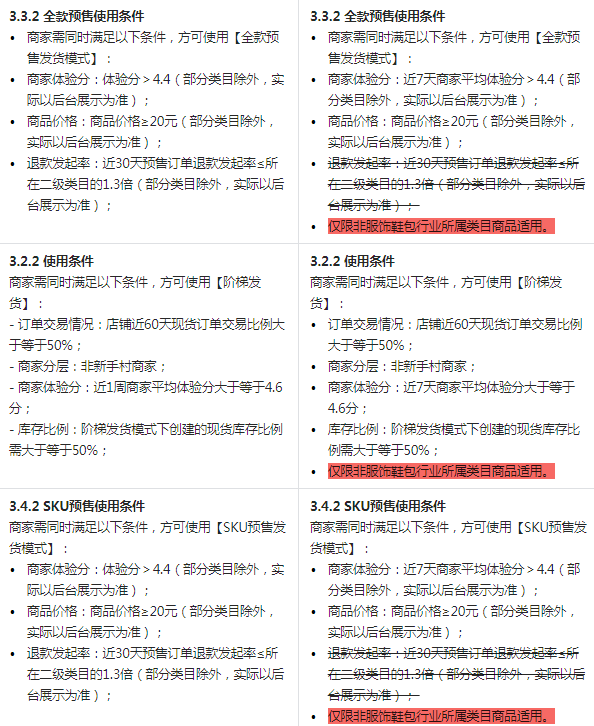 3.3.2 全款预售使用条件
• 商家需同时满足以下条件，方可使用【全款预
售发货模式】：
• 商家体验分：体验分＞4.4（部分类目除外，实
际以后台展示为准）；
• 商品价格：商品价格≥20元（部分类目除外，
实际以后台展示为准）；
• 退款发起率：近30天预售订单退款发起率≤所
在二级类目的1.3倍（部分类目除外，实际以后
台展示为准）；
3.3.2 全款预售使用条件
• 商家需同时满足以下条件，方可使用【全款预
售发货模式】：
• 商家体验分：近7天商家平均体验分＞4.4（部
分类目除外，实际以后台展示为准）；
• 商品价格：商品价格≥20元（部分类目除外，
实际以后台展示为准）；
• 退款发起率：近30天预售订单退款发起率≤所
在二级类目的1.3倍（部分类目除外，实际以后
台展示为准）；
• 仅限非服饰鞋包行业所属类目商品适用。
3.2.2 使用条件
商家需同时满足以下条件，方可使用【阶梯发
货】：
- 订单交易情况：店铺近60天现货订单交易比例大
于等于50%；
- 商家分层：非新手村商家；
- 商家体验分：近1周商家平均体验分大于等于4.6
分；
- 库存比例：阶梯发货模式下创建的现货库存比例
需大于等于50%；
3.2.2 使用条件
商家需同时满足以下条件，方可使用【阶梯发
货】：
• 订单交易情况：店铺近60天现货订单交易比例
大于等于50%；
• 商家分层：非新手村商家；
• 商家体验分：近7天商家平均体验分大于等于
4.6分；
• 库存比例：阶梯发货模式下创建的现货库存比
例需大于等于50%；
• 仅限非服饰鞋包行业所属类目商品适用。
3.4.2 SKU预售使用条件
商家需同时满足以下条件，方可使用【SKU预售发
货模式】：
• 商家体验分：体验分＞4.4（部分类目除外，实
际以后台展示为准）；
• 商品价格：商品价格≥20元（部分类目除外，
实际以后台展示为准）；
• 退款发起率：近30天预售订单退款发起率≤所
在二级类目的1.3倍（部分类目除外，实际以后
台展示为准）；
3.4.2 SKU预售使用条件
商家需同时满足以下条件，方可使用【SKU预售发
货模式】：
• 商家体验分：近7天商家平均体验分＞4.4（部
分类目除外，实际以后台展示为准）；
• 商品价格：商品价格≥20元（部分类目除外，
实际以后台展示为准）；
• 退款发起率：近30天预售订单退款发起率≤所
在二级类目的1.3倍（部分类目除外，实际以后
台展示为准）；
• 仅限非服饰鞋包行业所属类目商品适用。